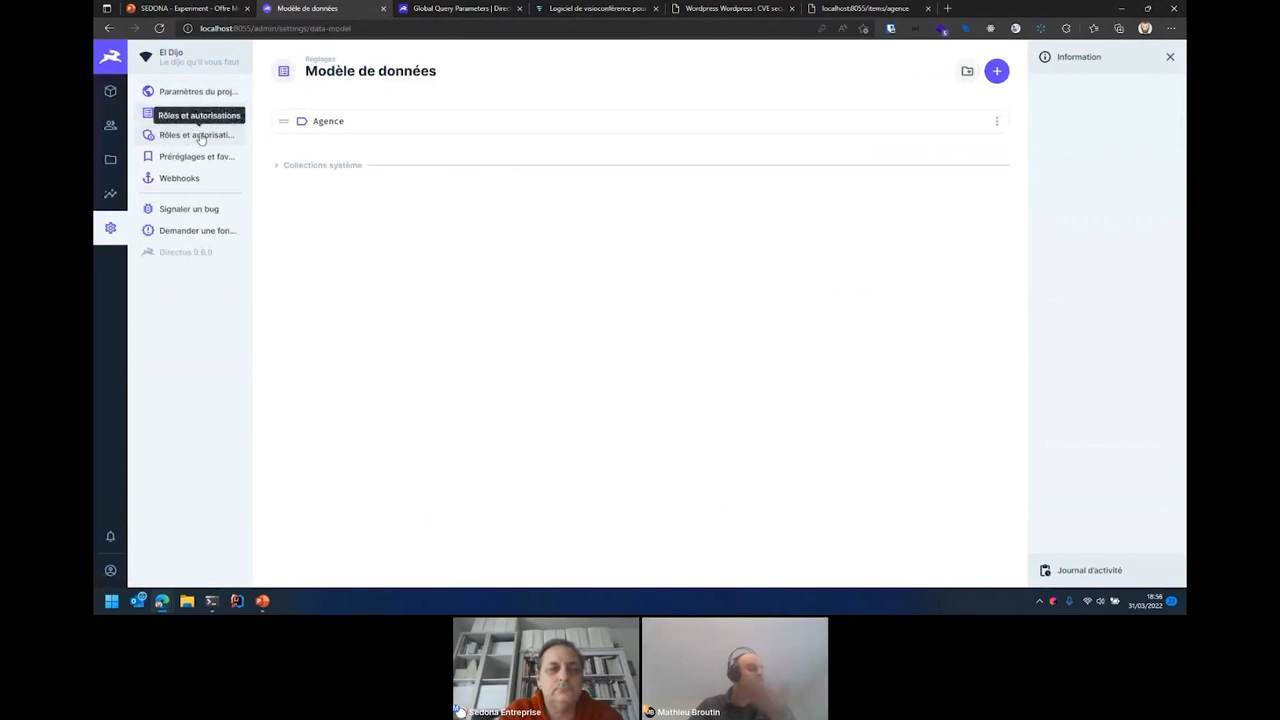 SEDONA - Experiment - Offre M
Modèle de données
Global Query Parameters | Direc
Logiciel de visioconférence pour
Wordpress Wordpress : CVE sec
localhost:8055/items/agence
localhost:8055/admin/settings/data-model
El Dijo
Le dijo qu'il vous faut
Réglages
Modèle de données
Information
Paramètres du proj...
Rôles et autorisations
Rôles et autorisati...
Préréglages et fav...
Webhooks
Signaler un bug
Demander une fon...
Directus 9.6.0
Agence
Collections système
Journal d'activité
18:56
31/03/2022
Sedona Entreprise
Mathieu Broutin